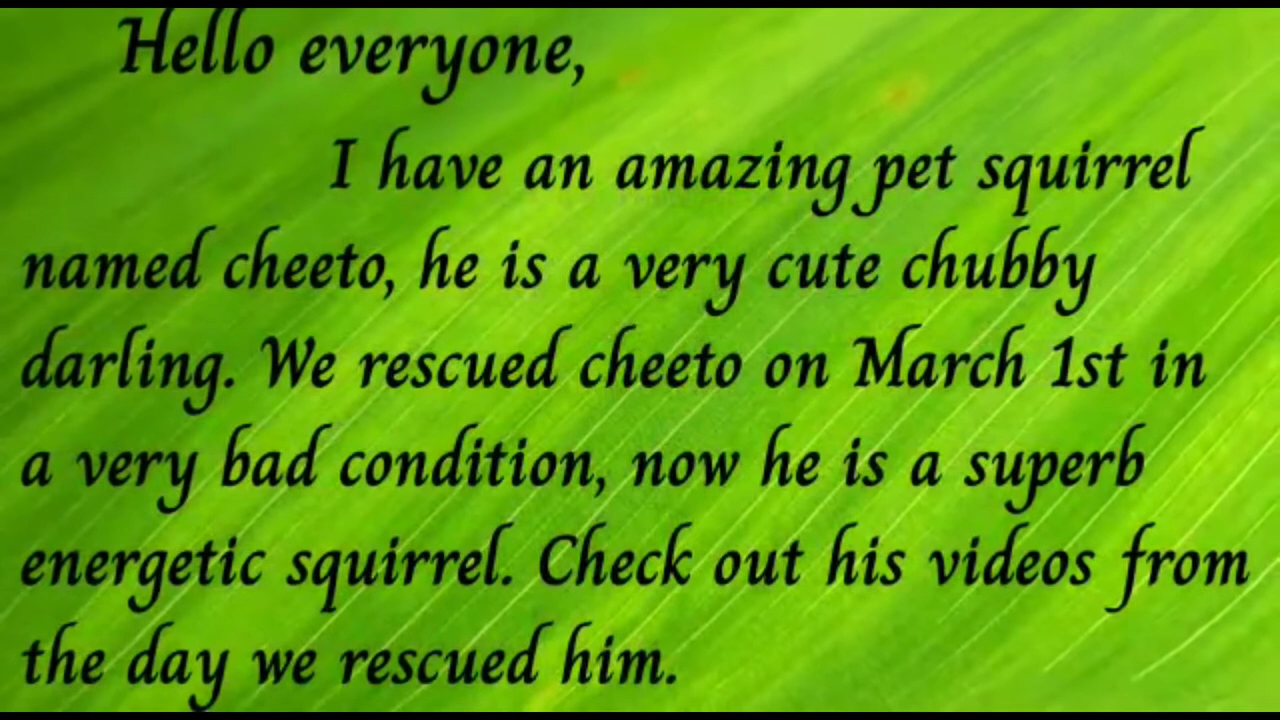 Hello everyone,
I have an amazing pet squirrel
named cheeto, he is a very cute chubby
darling. We rescued cheeto on March 1st in
a very bad condition, now he is a superb
energetic squirrel. Check out his videos from
the day we rescued him.